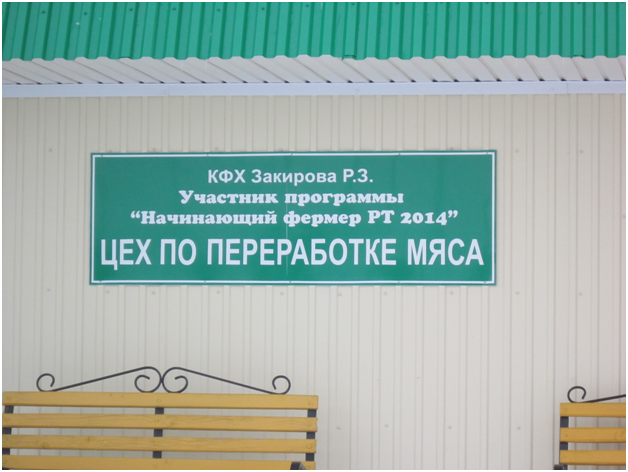 КФХ Закирова Р.З.
Участник программы
“Начинающий фермер РТ 2014”
ЦЕХ ПО ПЕРЕРАБОТКЕ МЯСА